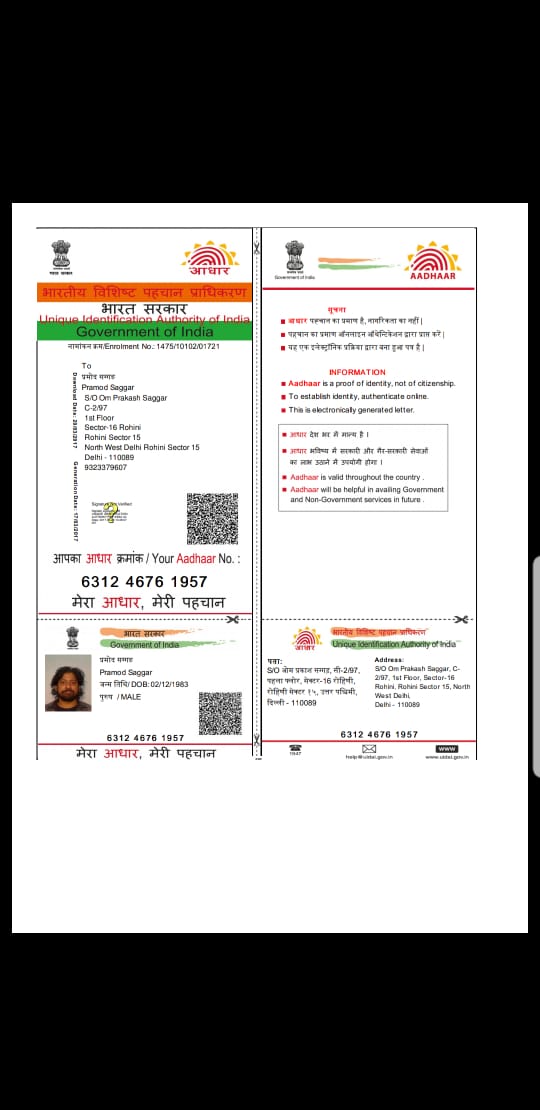 भारत सरकार
आधार
भारतीय विशिष्ट पहचान प्राधिकरण
भारत सरकार
Unique Identification Authority of India
Government of India
नामांकन क्रम/Enrolment No.: 1475/10102/01721
Download Date: 28/03/2017
Generation Date: 17/03/2017
To
प्रमोद सग्गड़
Pramod Saggar
S/O Om Prakash Saggar
C-2/97
1st Floor
Sector-16 Rohini
Rohini Sector 15
North West Delhi Rohini Sector 15
Delhi - 110089
9323379607
आपका आधार क्रमांक / Your Aadhaar No. :
6312 4676 1957
मेरा आधार, मेरी पहचान
Government of India
AADHAAR
सूचना
आधार पहचान का प्रमाण है, नागरिकता का नहीं |
पहचान का प्रमाण ऑनलाइन ऑथेन्टिकेशन द्वारा प्राप्त करें |
यह एक इलेक्ट्रॉनिक प्रक्रिया द्वारा बना हुआ पत्र है |
INFORMATION
Aadhaar is a proof of identity, not of citizenship.
To establish identity, authenticate online.
This is electronically generated letter.
आधार देश भर में मान्य है ।
आधार भविष्य में सरकारी और गैर-सरकारी सेवाओं
का लाभ उठाने में उपयोगी होगा ।
Aadhaar is valid throughout the country .
Aadhaar will be helpful in availing Government
and Non-Government services in future .
भारत सरकार
Government of India
प्रमोद सग्गड़
Pramod Saggar
जन्म तिथि/ DOB: 02/12/1983
पुरुष / MALE
6312 4676 1957
मेरा आधार, मेरी पहचान
आधार
भारतीय विशिष्ट पहचान प्राधिकरण
Unique Identification Authority of India
पता:
S/O ओम प्रकाश सग्गड़, सी-2/97,
पहला फ्लोर, सेक्टर-16 रोहिणी,
रोहिणी सेक्टर १५, उत्तर पश्चिमी,
दिल्ली - 110089
Address:
S/O Om Prakash Saggar, C-
2/97, 1st Floor, Sector-16
Rohini, Rohini Sector 15, North
West Delhi,
Delhi - 110089
6312 4676 1957
1947
help@uidai.gov.in
www
www.uidai.gov.in